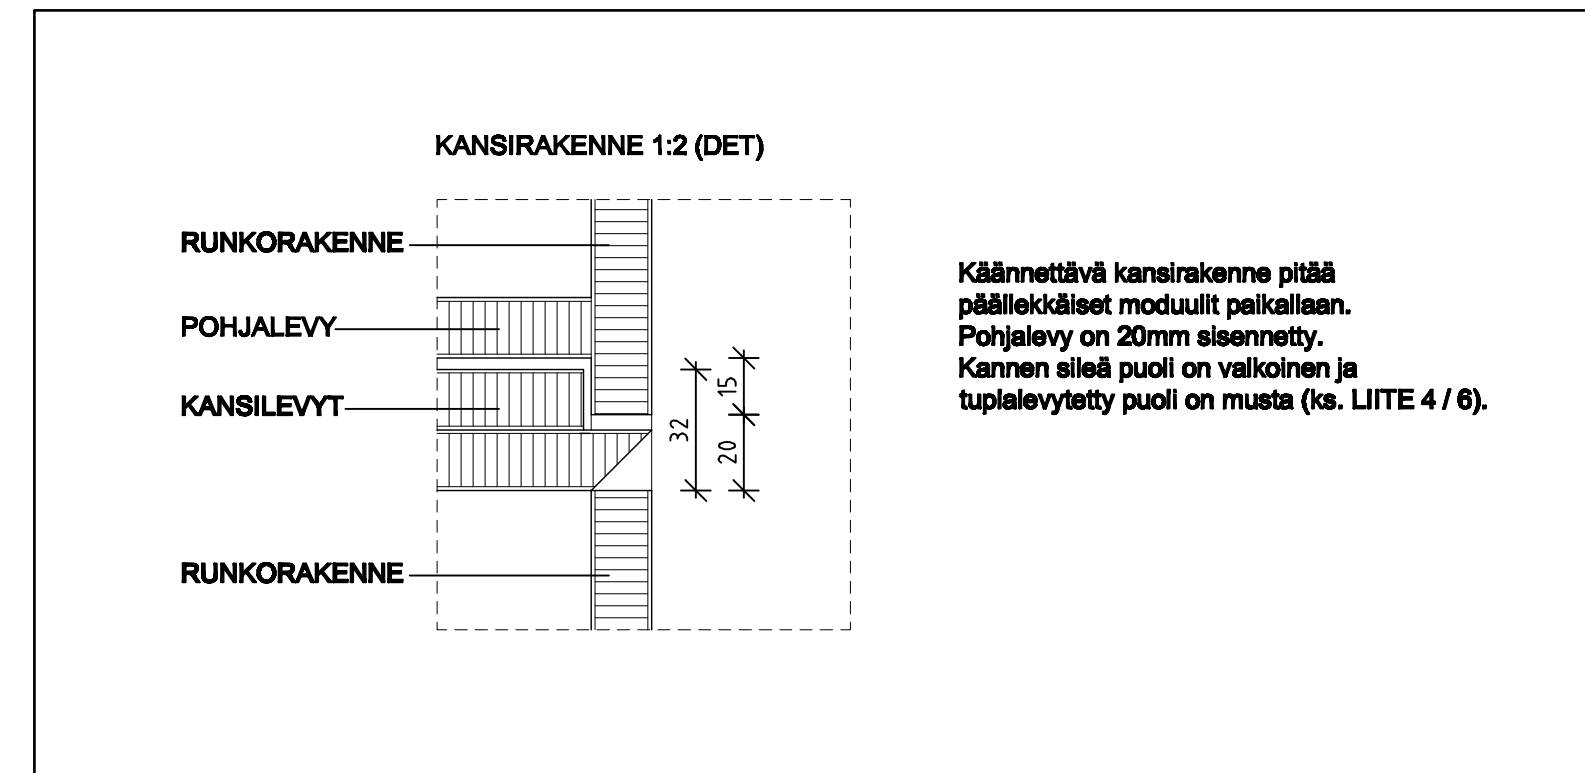 KANSIRAKENNE 1:2 (DET)
RUNKORAKENNE
POHJALEVY
KANSILEVYT
RUNKORAKENNE
32
15
20
Käännettävä kansirakenne pitää
päällekkäiset moduulit paikallaan.
Pohjalevy on 20mm sisennetty.
Kannen sileä puoli on valkoinen ja
tuplalevytetty puoli on musta (ks. LIITE 4 / 6).